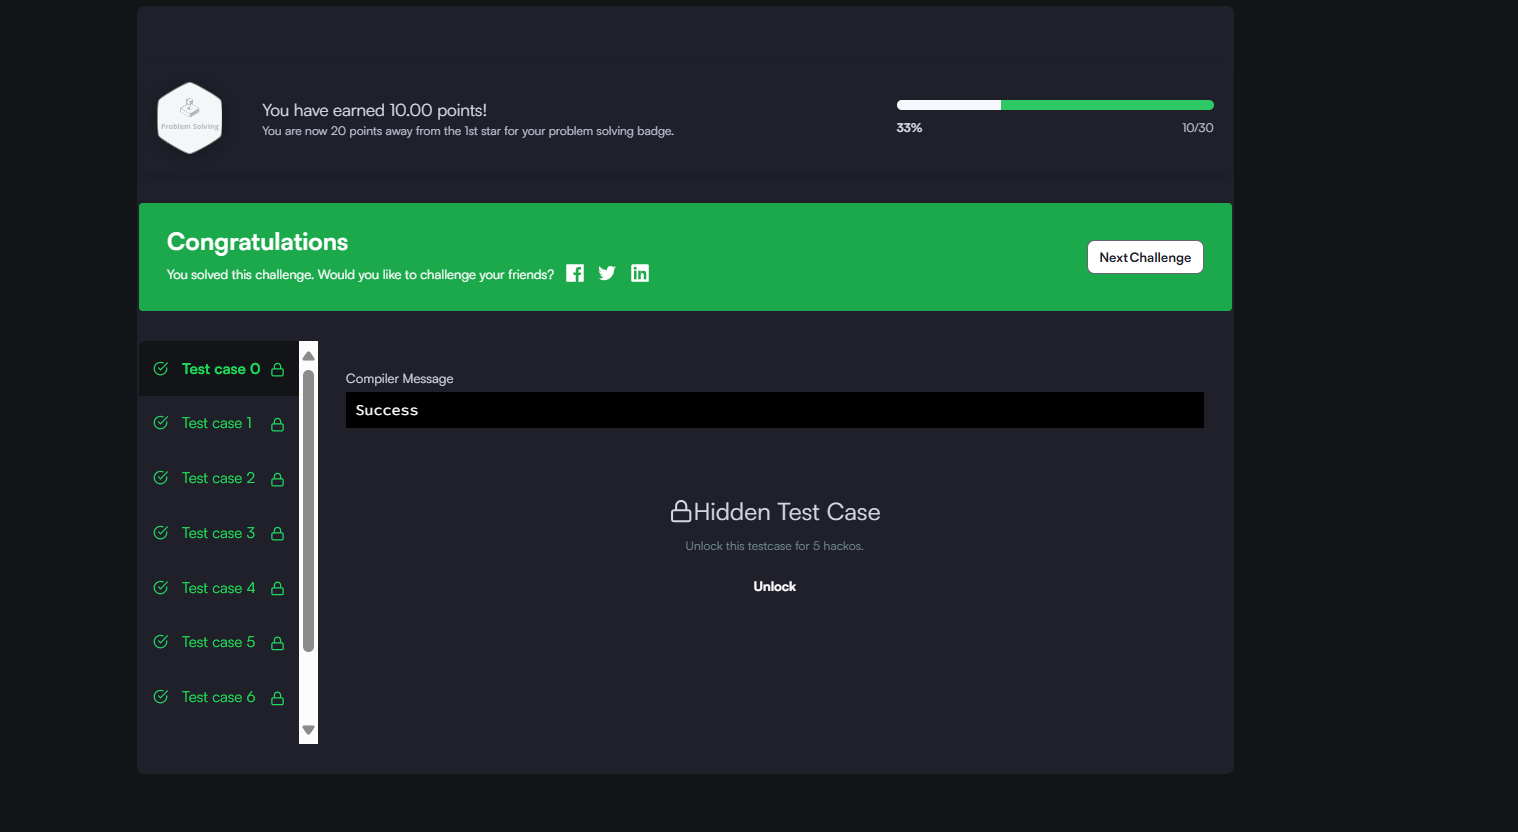 Problem Solving
You have earned 10.00 points!
You are now 20 points away from the 1st star for your problem solving badge.
33%
10/30
Congratulations
You solved this challenge. Would you like to challenge your friends?
Next Challenge
Test case 0
Test case 1
Test case 2
Test case 3
Test case 4
Test case 5
Test case 6
Compiler Message
Success
Hidden Test Case
Unlock this testcase for 5 hackos.
Unlock